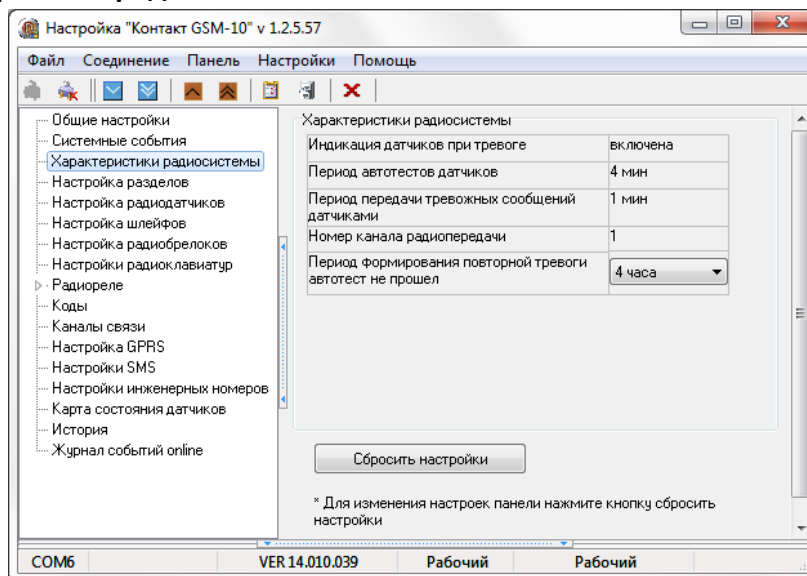 Настройка "Контакт GSM-10" v 1.2.5.57
Файл Соединение Панель Настройки Помощь
Общие настройки
Системные события
Характеристики радиосистемы
Настройка разделов
Настройка радиодатчиков
Настройка шлейфов
Настройка радиобрелоков
Настройки радиоклавиатур
Радиореле
Коды
Каналы связи
Настройка GPRS
Настройки SMS
Настройки инженерных номеров
Карта состояния датчиков
История
Журнал событий online
Характеристики радиосистемы
Индикация датчиков при тревоге включена
Период автотестов датчиков 4 мин
Период передачи тревожных сообщений 1 мин
датчиками
Номер канала радиопередачи 1
Период формирования повторной тревоги 4 часа
автотест не прошел
Сбросить настройки
* Для изменения настроек панели нажмите кнопку сбросить
настройки
COM6 VER 14.010.039 Рабочий Рабочий